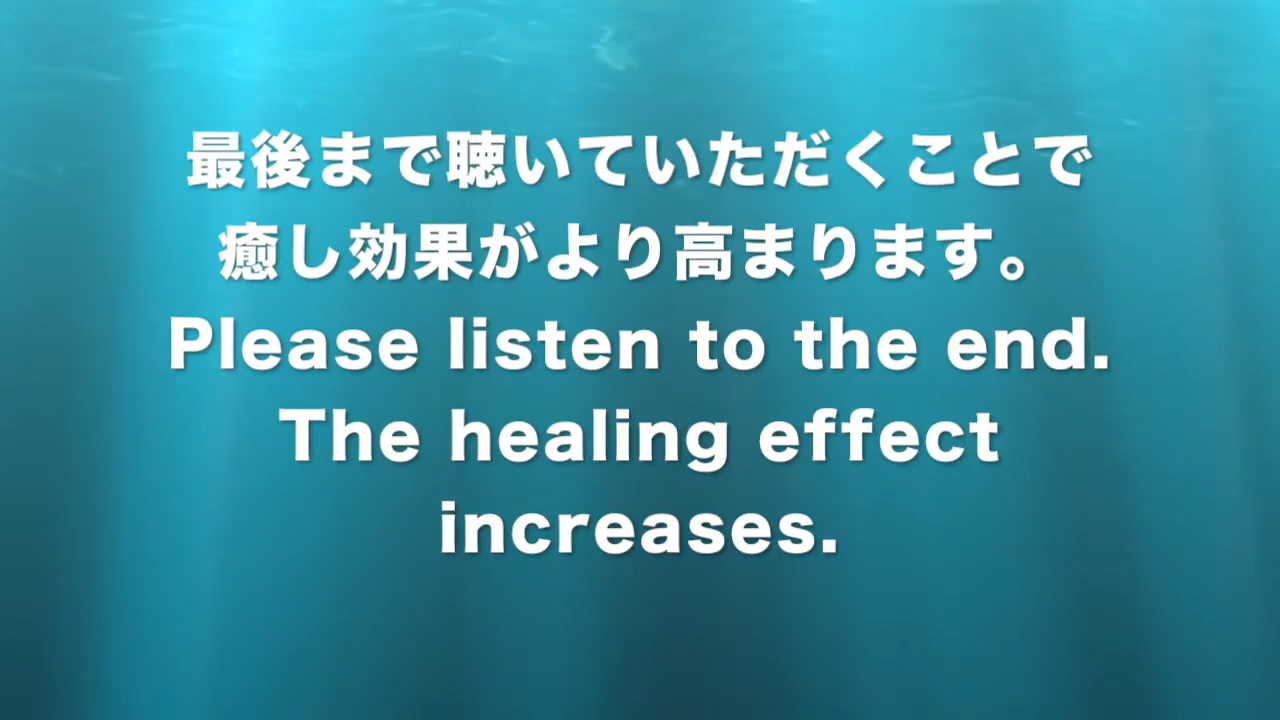 最後まで聴いていただくことで
癒し効果がより高まります。
Please listen to the end.
The healing effect
increases.